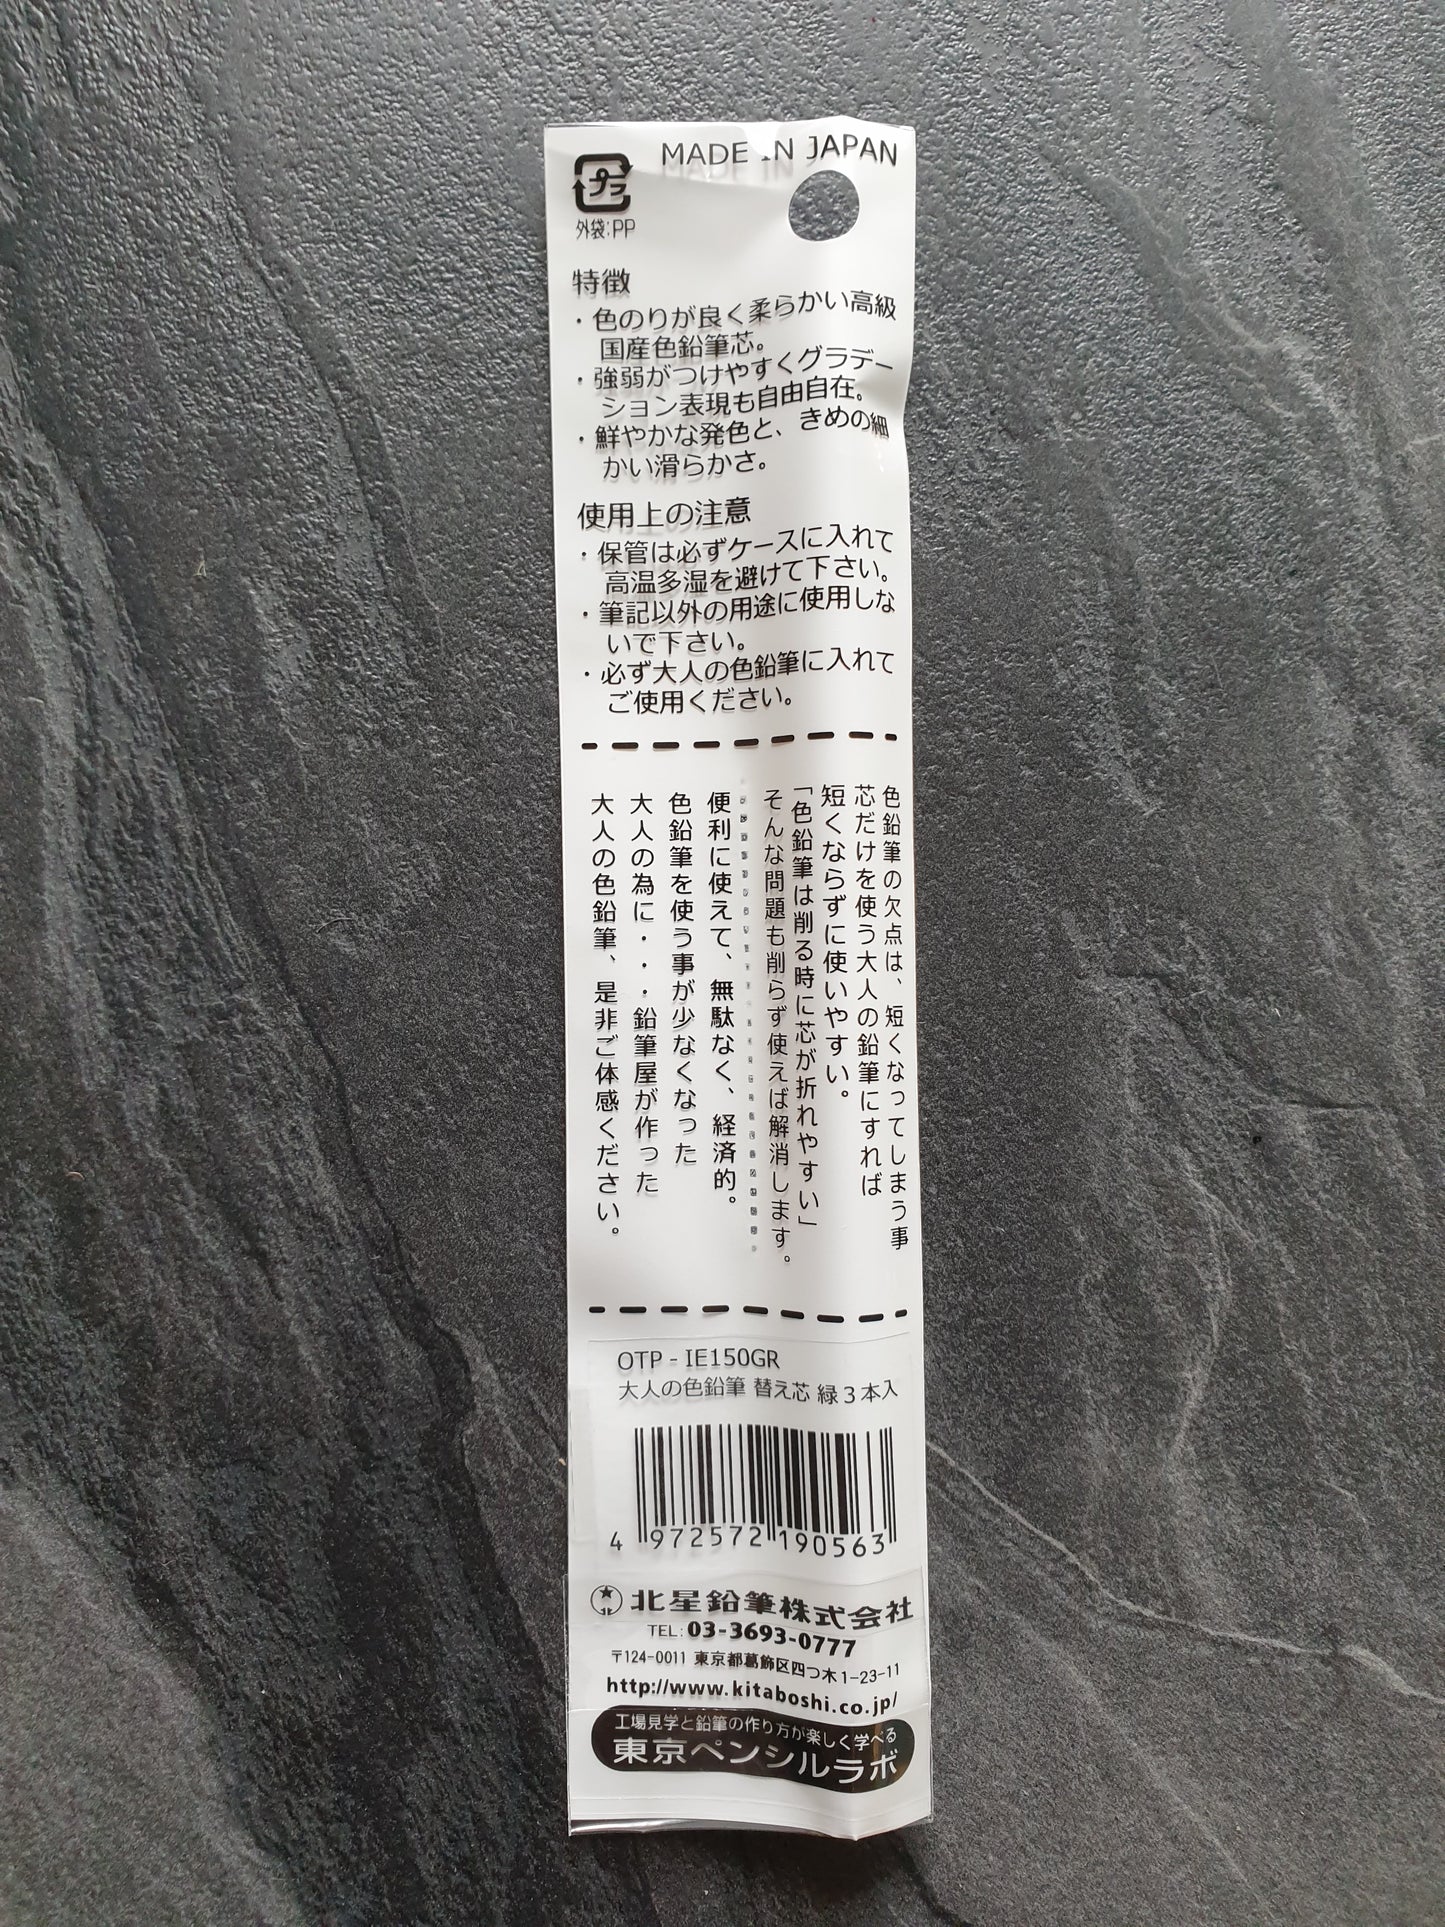 MADE IN JAPAN
プラ
外袋:PP
特徴
・色のりが良く柔らかい高級
国産色鉛筆芯。
・強弱がつけやすくグラデー
ション表現も自由自在。
・鮮やかな発色と、きめの細
かい滑らかさ。
使用上の注意
・保管は必ずケースに入れて
高温多湿を避けて下さい。
・筆記以外の用途に使用しな
いで下さい。
・必ず大人の色鉛筆に入れて
ご使用ください。
色鉛筆の欠点は、短くなってしまう事
芯だけを使う大人の鉛筆にすれば
短くならずに使いやすい。
「色鉛筆は削る時に芯が折れやすい」
そんな問題も削らず使えば解消します。
便利に使えて、無駄なく、経済的。
色鉛筆を使う事が少なくなった
大人の為に・・・鉛筆屋が作った
大人の色鉛筆、是非ご体感ください。
OTP - IE150GR
大人の色鉛筆 替え芯 緑3本入
4 972572 190563
北星鉛筆株式会社
TEL: 03-3693-0777
〒124-0011 東京都葛飾区四つ木1-23-11
http://www.kitaboshi.co.jp/
工場見学と鉛筆の作り方が楽しく学べる
東京ペンシルラボ